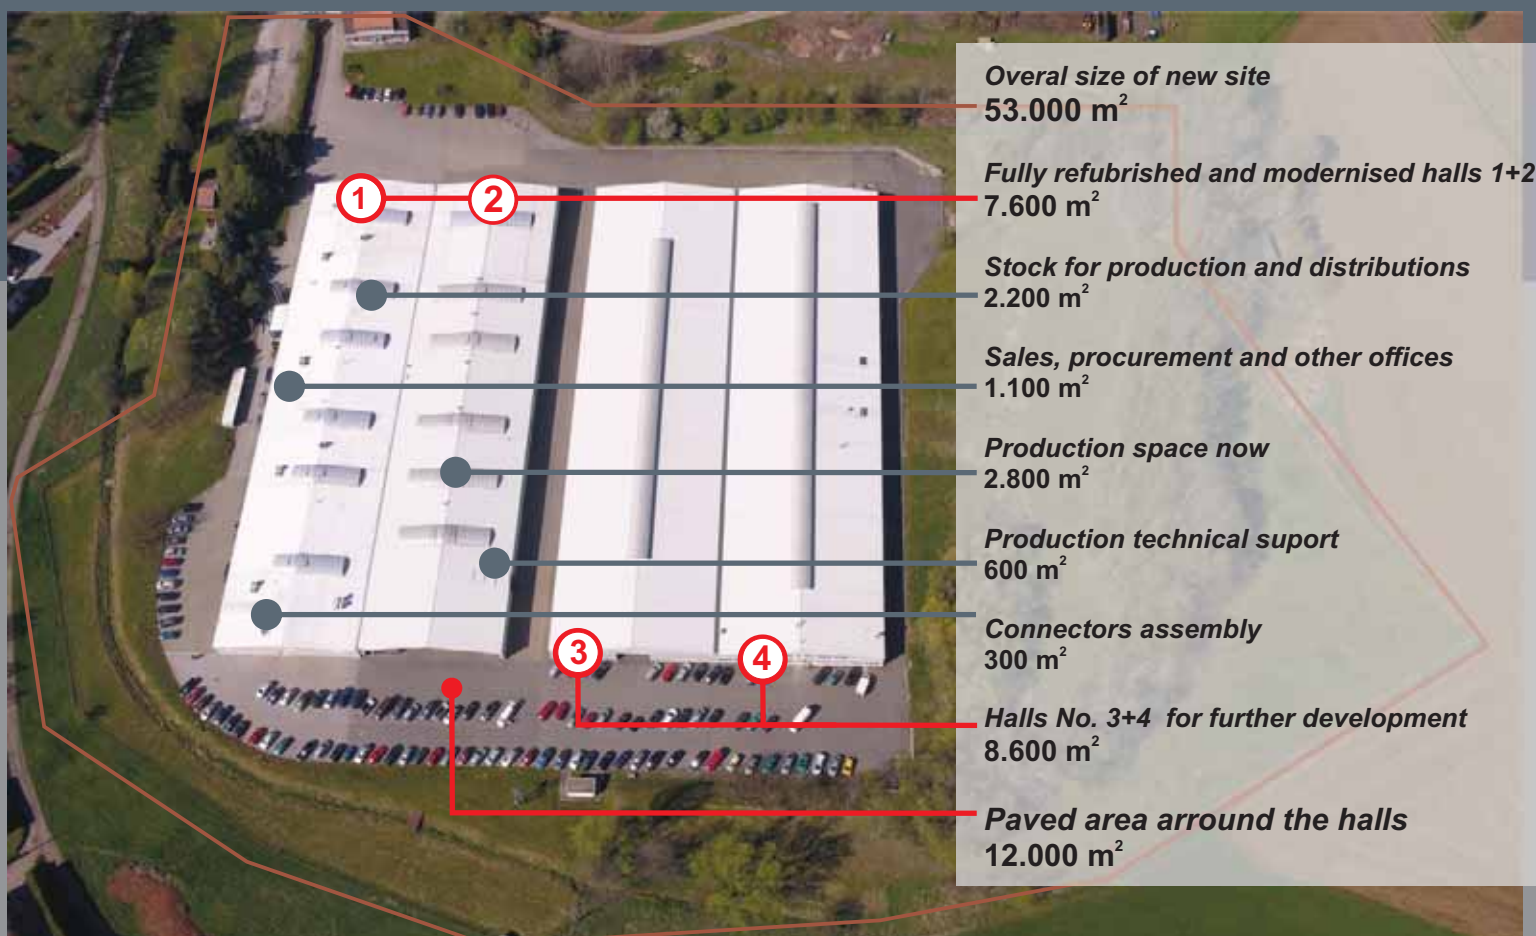 Overal size of new site
53.000 m²
1
2
Fully refubrished and modernised halls 1+2
7.600 m²
Stock for production and distributions
2.200 m²
Sales, procurement and other offices
1.100 m²
Production space now
2.800 m²
Production technical suport
600 m²
Connectors assembly
300 m²
3
4
Halls No. 3+4 for further development
8.600 m²
Paved area arround the halls
12.000 m²